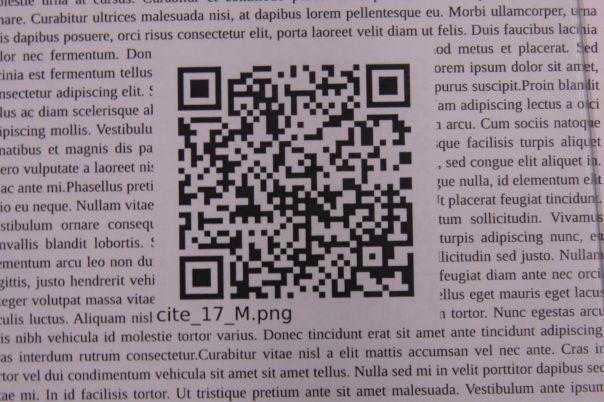 nare. Curabitur ultrices malesuada nisi, at dapibus lorem pellentesque eu. Morbi ullamcorper, urna
is dapibus posuere, orci risus consectetur elit, porta laoreet velit diam ut felis. Duis faucibus lacinia
lor nec fermentum. Don od metus et placerat. Sed
cinia est fermentum tellus orem ipsum dolor sit amet,
nsectetur adipiscing elit. S purus suscipit.Proin blandit
lus ac diam scelerisque al am adipiscing lectus a orci
ipiscing mollis. Vestibulu n arcu. Cum sociis natoque
natibus et magnis dis pa que facilisis turpis aliquet
ero vulputate a laoreet nis , sed congue elit aliquet in.
ac ante mi.Phasellus preti gue nulla, id elementum elit
io eu neque. Nullam vitae t placerat feugiat tincidunt.
stibulum ornare consequ tum sollicitudin. Vivamus
nvallis blandit lobortis. S turpis adipiscing nunc, eu
ementum arcu leo non du llicitudin sed justo. Nullam
gittis, justo hendrerit vehi feugiat diam ante nec orci
teger volutpat massa vitae ellus eget mauris eget lacus
culis luctus. Aliquam nisl cite_17_M.png n tortor. Nunc egestas arcu
is nibh vehicula id molestie tortor varius. Donec tincidunt erat sit amet ante tincidunt adipiscing
ras interdum rutrum consectetur.Curabitur vitae nisl a elit mattis accumsan vel nec ante. Cras in
rtor vel dui condimentum vehicula sit amet sit amet tellus. Nulla sed mi in velit porttitor dapibus sed
tae mi. In id facilisis tortor. Ut tristique pretium ante sit amet malesuada. Vestibulum ante ipsum